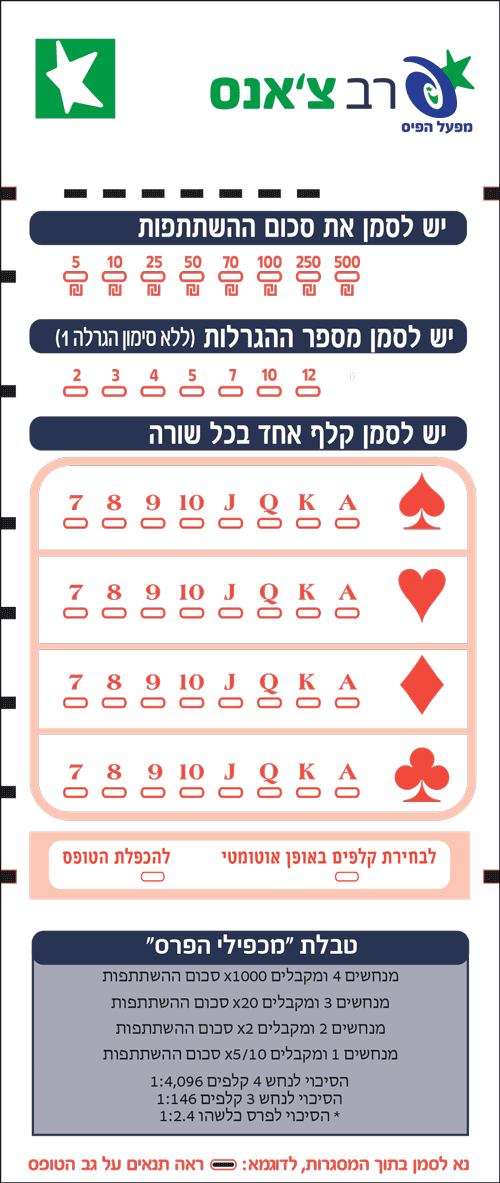 רב צ'אנס
מפעל הפיס
יש לסמן את סכום ההשתתפות
5 10 25 50 70 100 250 500
₪ ₪ ₪ ₪ ₪ ₪ ₪ ₪
יש לסמן מספר ההגרלות (ללא סימון הגרלה 1)
2 3 4 5 7 10 12
יש לסמן קלף אחד בכל שורה
7 8 9 10 J Q K A
7 8 9 10 J Q K A
7 8 9 10 J Q K A
7 8 9 10 J Q K A
לבחירת קלפים באופן אוטומטי להכפלת הטופס
טבלת "מכפילי הפרס"
מנחשים 4 ומקבלים x1000 סכום ההשתתפות
מנחשים 3 ומקבלים x20 סכום ההשתתפות
מנחשים 2 ומקבלים x2 סכום ההשתתפות
מנחשים 1 ומקבלים x5/10 סכום ההשתתפות
הסיכוי לנחש 4 קלפים 1:4,096
הסיכוי לנחש 3 קלפים 1:146
* הסיכוי לפרס כלשהו 1:2.4
נא לסמן בתוך המסגרות, לדוגמא: ראה תנאים על גב הטופס